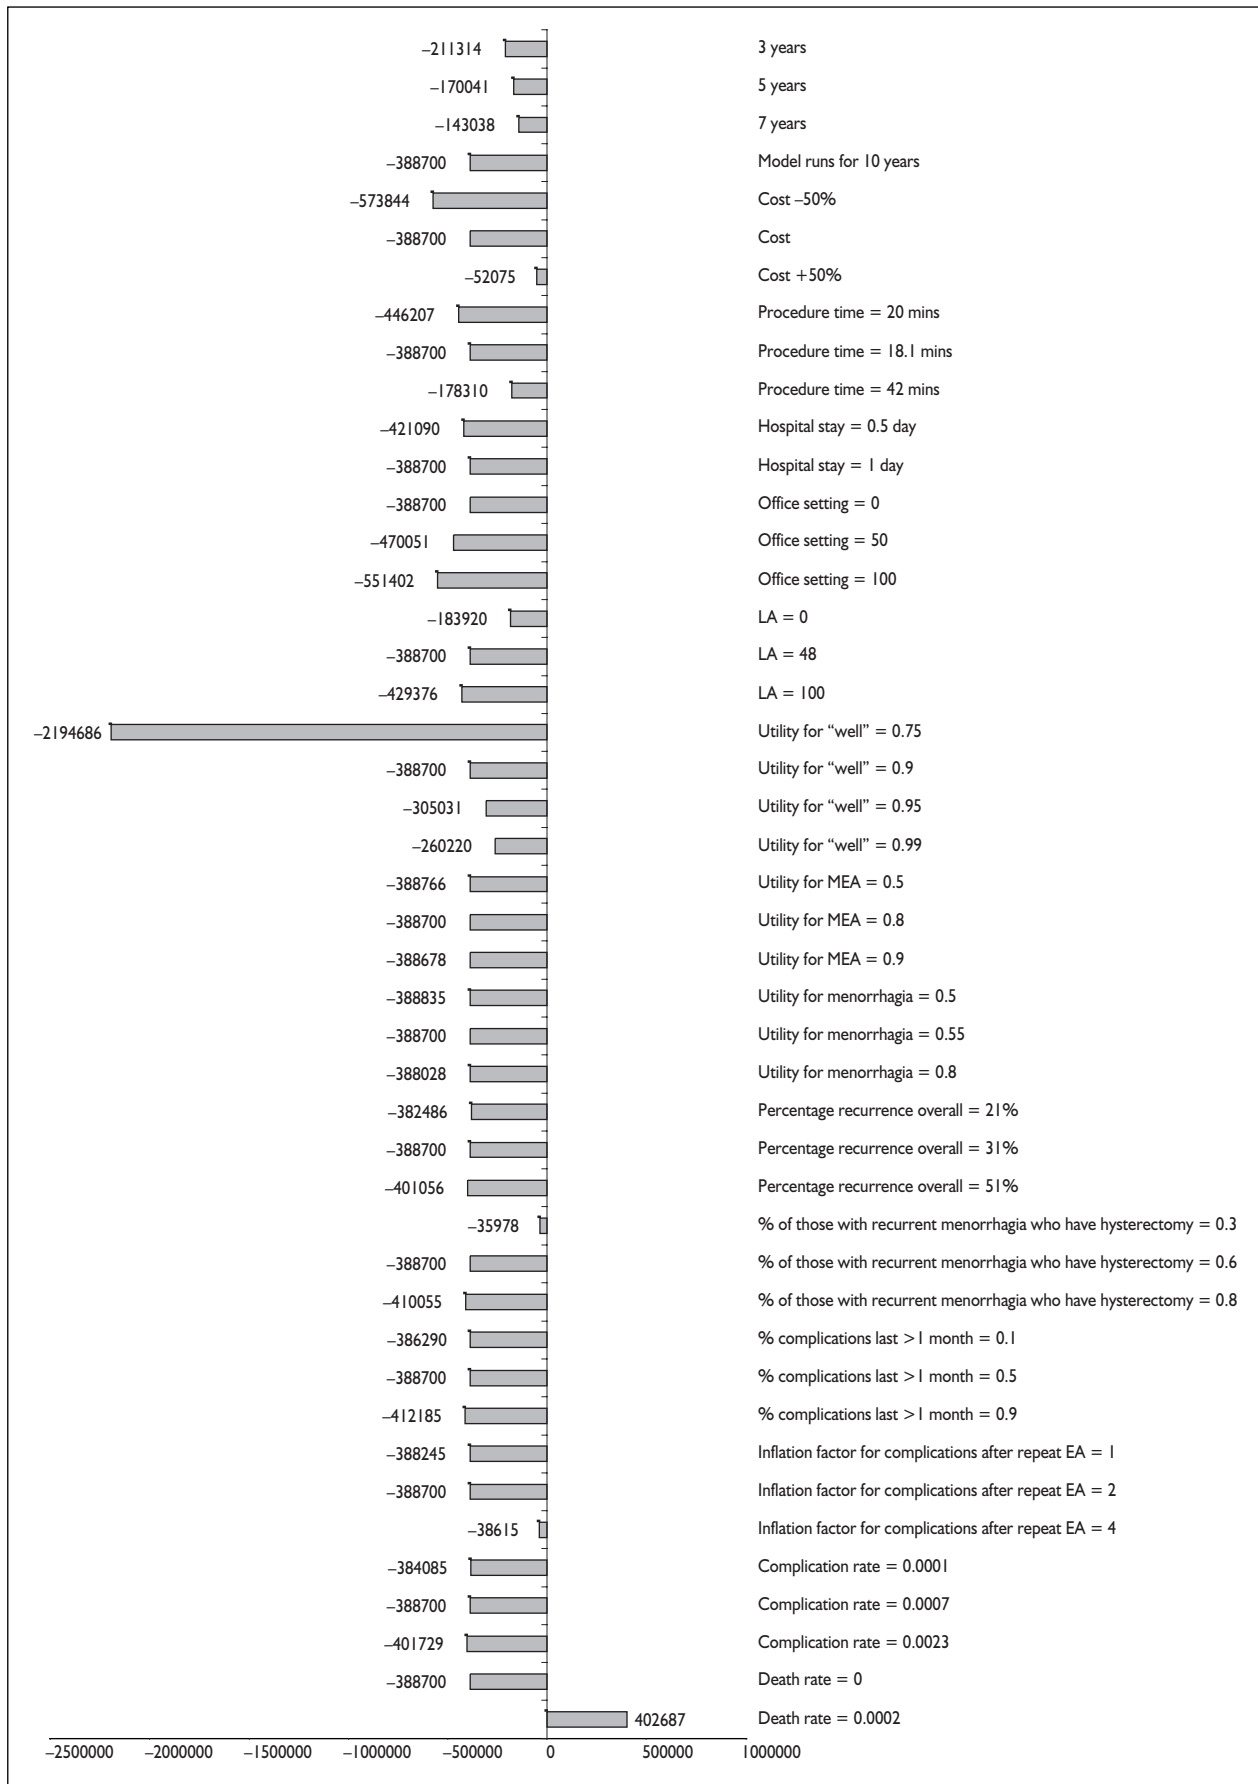 –211314 3 years
–170041 5 years
–143038 7 years
–388700 Model runs for 10 years
–573844 Cost –50%
–388700 Cost
–52075 Cost +50%
–446207 Procedure time = 20 mins
–388700 Procedure time = 18.1 mins
–178310 Procedure time = 42 mins
–421090 Hospital stay = 0.5 day
–388700 Hospital stay = 1 day
–388700 Office setting = 0
–470051 Office setting = 50
–551402 Office setting = 100
–183920 LA = 0
–388700 LA = 48
–429376 LA = 100
–2194686 Utility for “well” = 0.75
–388700 Utility for “well” = 0.9
–305031 Utility for “well” = 0.95
–260220 Utility for “well” = 0.99
–388766 Utility for MEA = 0.5
–388700 Utility for MEA = 0.8
–388678 Utility for MEA = 0.9
–388835 Utility for menorrhagia = 0.5
–388700 Utility for menorrhagia = 0.55
–388028 Utility for menorrhagia = 0.8
–382486 Percentage recurrence overall = 21%
–388700 Percentage recurrence overall = 31%
–401056 Percentage recurrence overall = 51%
–35978 % of those with recurrent menorrhagia who have hysterectomy = 0.3
–388700 % of those with recurrent menorrhagia who have hysterectomy = 0.6
–410055 % of those with recurrent menorrhagia who have hysterectomy = 0.8
–386290 % complications last >1 month = 0.1
–388700 % complications last >1 month = 0.5
–412185 % complications last >1 month = 0.9
–388245 Inflation factor for complications after repeat EA = 1
–388700 Inflation factor for complications after repeat EA = 2
–38615 Inflation factor for complications after repeat EA = 4
–384085 Complication rate = 0.0001
–388700 Complication rate = 0.0007
–401729 Complication rate = 0.0023
–388700 Death rate = 0
402687 Death rate = 0.0002
–2500000 –2000000 –1500000 –1000000 –500000 0 500000 1000000